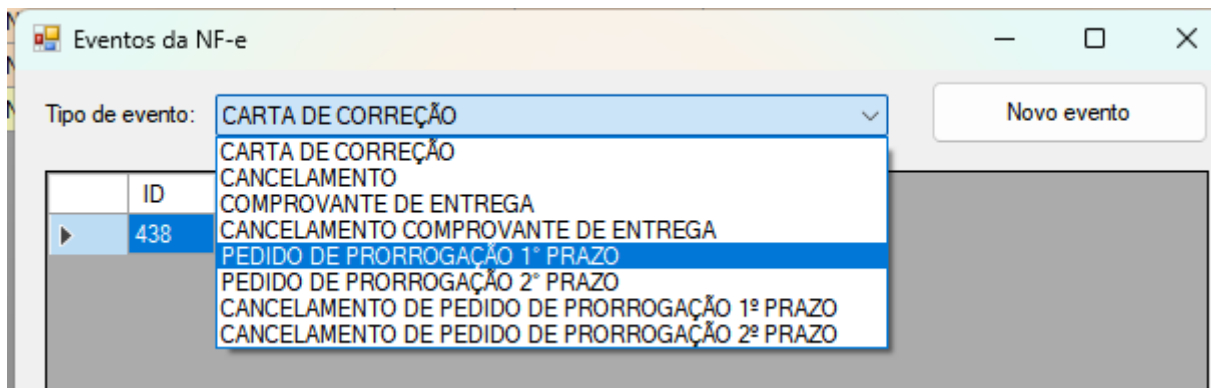 Eventos da NF-e
Tipo de evento: CARTA DE CORREÇÃO Novo evento
CARTA DE CORREÇÃO
CANCELAMENTO
COMPROVANTE DE ENTREGA
CANCELAMENTO COMPROVANTE DE ENTREGA
PEDIDO DE PRORROGAÇÃO 1° PRAZO
PEDIDO DE PRORROGAÇÃO 2° PRAZO
CANCELAMENTO DE PEDIDO DE PRORROGAÇÃO 1º PRAZO
CANCELAMENTO DE PEDIDO DE PRORROGAÇÃO 2º PRAZO
ID
438